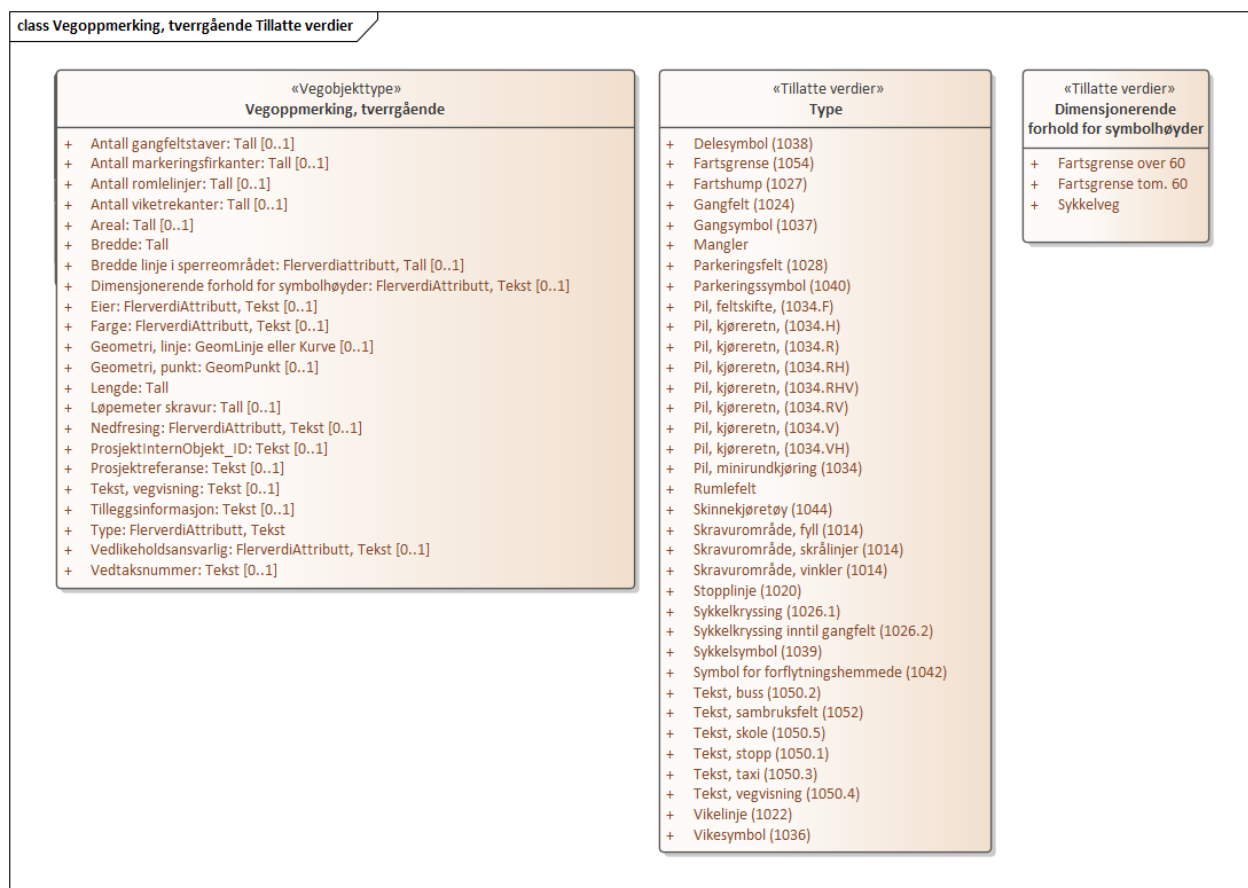 class Vegoppmerking, tverrgående Tillatte verdier
«Vegobjekttype»
Vegoppmerking, tverrgående
+ Antall gangfeltstaver: Tall [0..1]
+ Antall markeringsfirkanter: Tall [0..1]
+ Antall romlelinjer: Tall [0..1]
+ Antall viketrekanter: Tall [0..1]
+ Areal: Tall [0..1]
+ Bredde: Tall
+ Bredde linje i sperreområdet: Flerverdiattributt, Tall [0..1]
+ Dimensjonerende forhold for symbolhøyder: FlerverdiAttributt, Tekst [0..1]
+ Eier: FlerverdiAttributt, Tekst [0..1]
+ Farge: FlerverdiAttributt, Tekst [0..1]
+ Geometri, linje: GeomLinje eller Kurve [0..1]
+ Geometri, punkt: GeomPunkt [0..1]
+ Lengde: Tall
+ Løpemeter skravur: Tall [0..1]
+ Nedfresing: FlerverdiAttributt, Tekst [0..1]
+ ProsjektInternObjekt_ID: Tekst [0..1]
+ Prosjektreferanse: Tekst [0..1]
+ Tekst, vegvisning: Tekst [0..1]
+ Tilleggsinformasjon: Tekst [0..1]
+ Type: FlerverdiAttributt, Tekst
+ Vedlikeholdsansvarlig: FlerverdiAttributt, Tekst [0..1]
+ Vedtaksnummer: Tekst [0..1]
«Tillatte verdier»
Type
+ Delesymbol (1038)
+ Fartsgrense (1054)
+ Fartshump (1027)
+ Gangfelt (1024)
+ Gangsymbol (1037)
+ Mangler
+ Parkeringsfelt (1028)
+ Parkeringssymbol (1040)
+ Pil, feltskifte, (1034.F)
+ Pil, kjøreretn, (1034.H)
+ Pil, kjøreretn, (1034.R)
+ Pil, kjøreretn, (1034.RH)
+ Pil, kjøreretn, (1034.RHV)
+ Pil, kjøreretn, (1034.RV)
+ Pil, kjøreretn, (1034.V)
+ Pil, kjøreretn, (1034.VH)
+ Pil, minirundkjøring (1034)
+ Rumlefelt
+ Skinnekjøretøy (1044)
+ Skravurområde, fyll (1014)
+ Skravurområde, skrålinjer (1014)
+ Skravurområde, vinkler (1014)
+ Stopplinje (1020)
+ Sykkelkryssing (1026.1)
+ Sykkelkryssing inntil gangfelt (1026.2)
+ Sykkelsymbol (1039)
+ Symbol for forflytningshemmede (1042)
+ Tekst, buss (1050.2)
+ Tekst, sambruksfelt (1052)
+ Tekst, skole (1050.5)
+ Tekst, stopp (1050.1)
+ Tekst, taxi (1050.3)
+ Tekst, vegvisning (1050.4)
+ Vikelinje (1022)
+ Vikesymbol (1036)
«Tillatte verdier»
Dimensjonerende
forhold for symbolhøyder
+ Fartsgrense over 60
+ Fartsgrense tom. 60
+ Sykkelveg